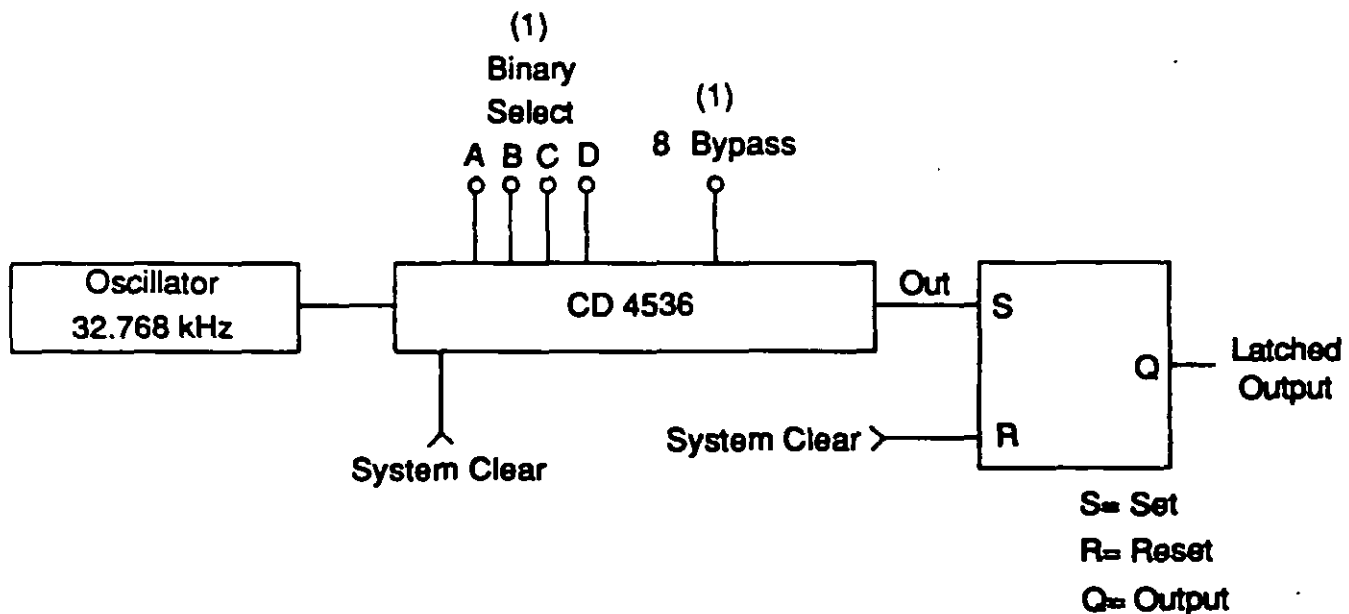 (1)
Binary
Select
A B C D
(1)
8 Bypass
Oscillator
32.768 kHz
CD 4536
Out
S
Q
R
Latched
Output
System Clear
System Clear
S= Set
R= Reset
Q= Output